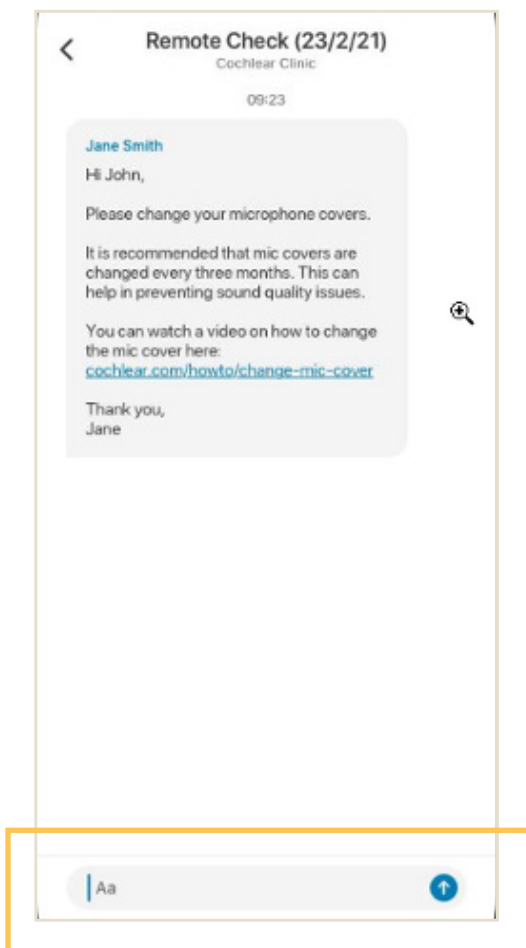 Remote Check (23/2/21)
Cochlear Clinic
09:23
Jane Smith
Hi John,
Please change your microphone covers.
It is recommended that mic covers are
changed every three months. This can
help in preventing sound quality issues.
You can watch a video on how to change
the mic cover here:
cochlear.com/howto/change-mic-cover
Thank you,
Jane
Aa